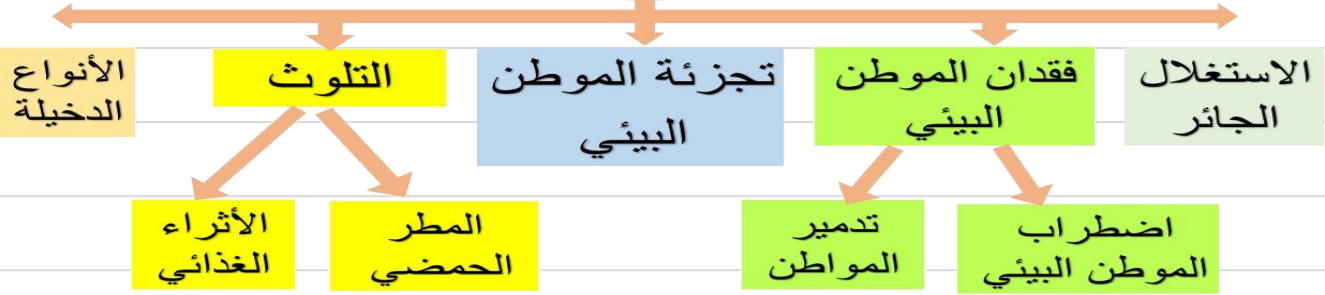 الاستغلال
الجائر
فقدان الموطن
البيئي
تجزئة الموطن
البيئي
التلوث
الأنواع
الدخيلة
اضطراب
الموطن البيئي
تدمير
المواطن
المطر
الحمضي
الأثراء
الغذائي